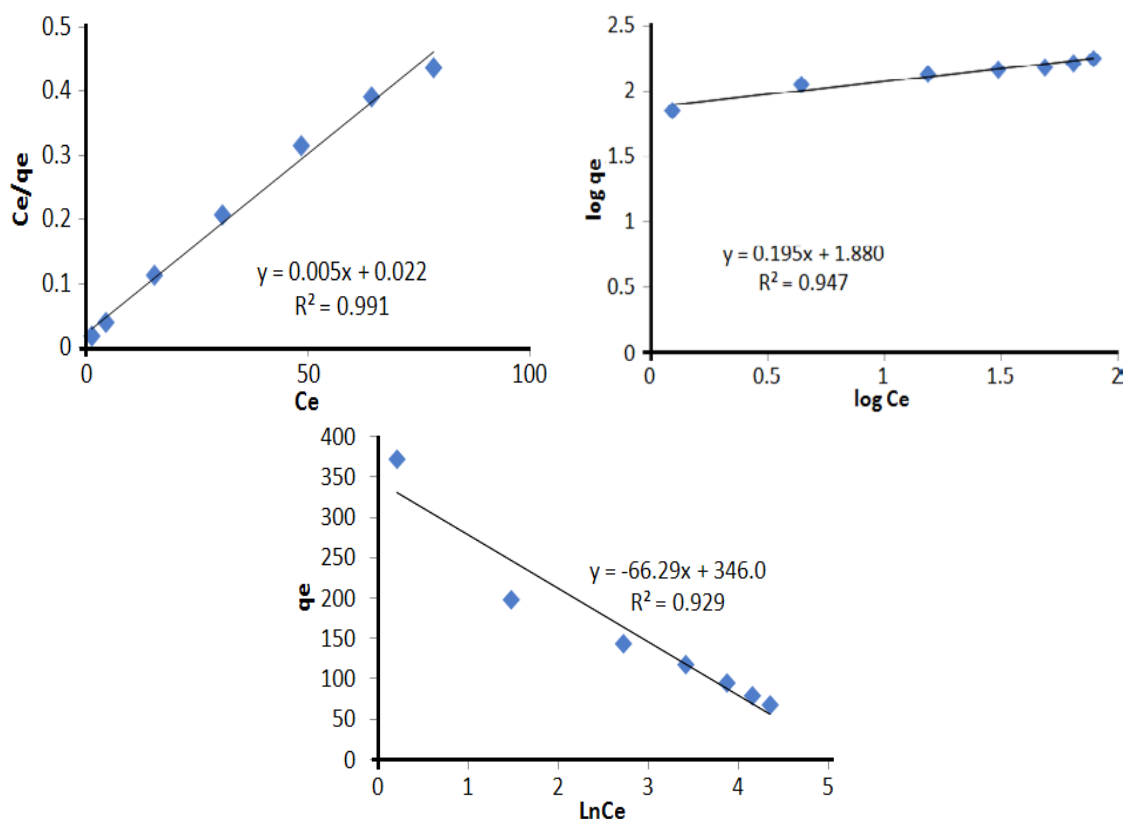 0.5
0.4
0.3
0.2
0.1
0
Ce/qe
y = 0.005x + 0.022
R² = 0.991
0
50
100
Ce
2.5
2
1.5
1
0.5
0
log qe
y = 0.195x + 1.880
R² = 0.947
0
0.5
1
1.5
2
log Ce
400
350
300
250
200
150
100
50
0
qe
y = -66.29x + 346.0
R² = 0.929
0
1
2
3
4
5
LnCe